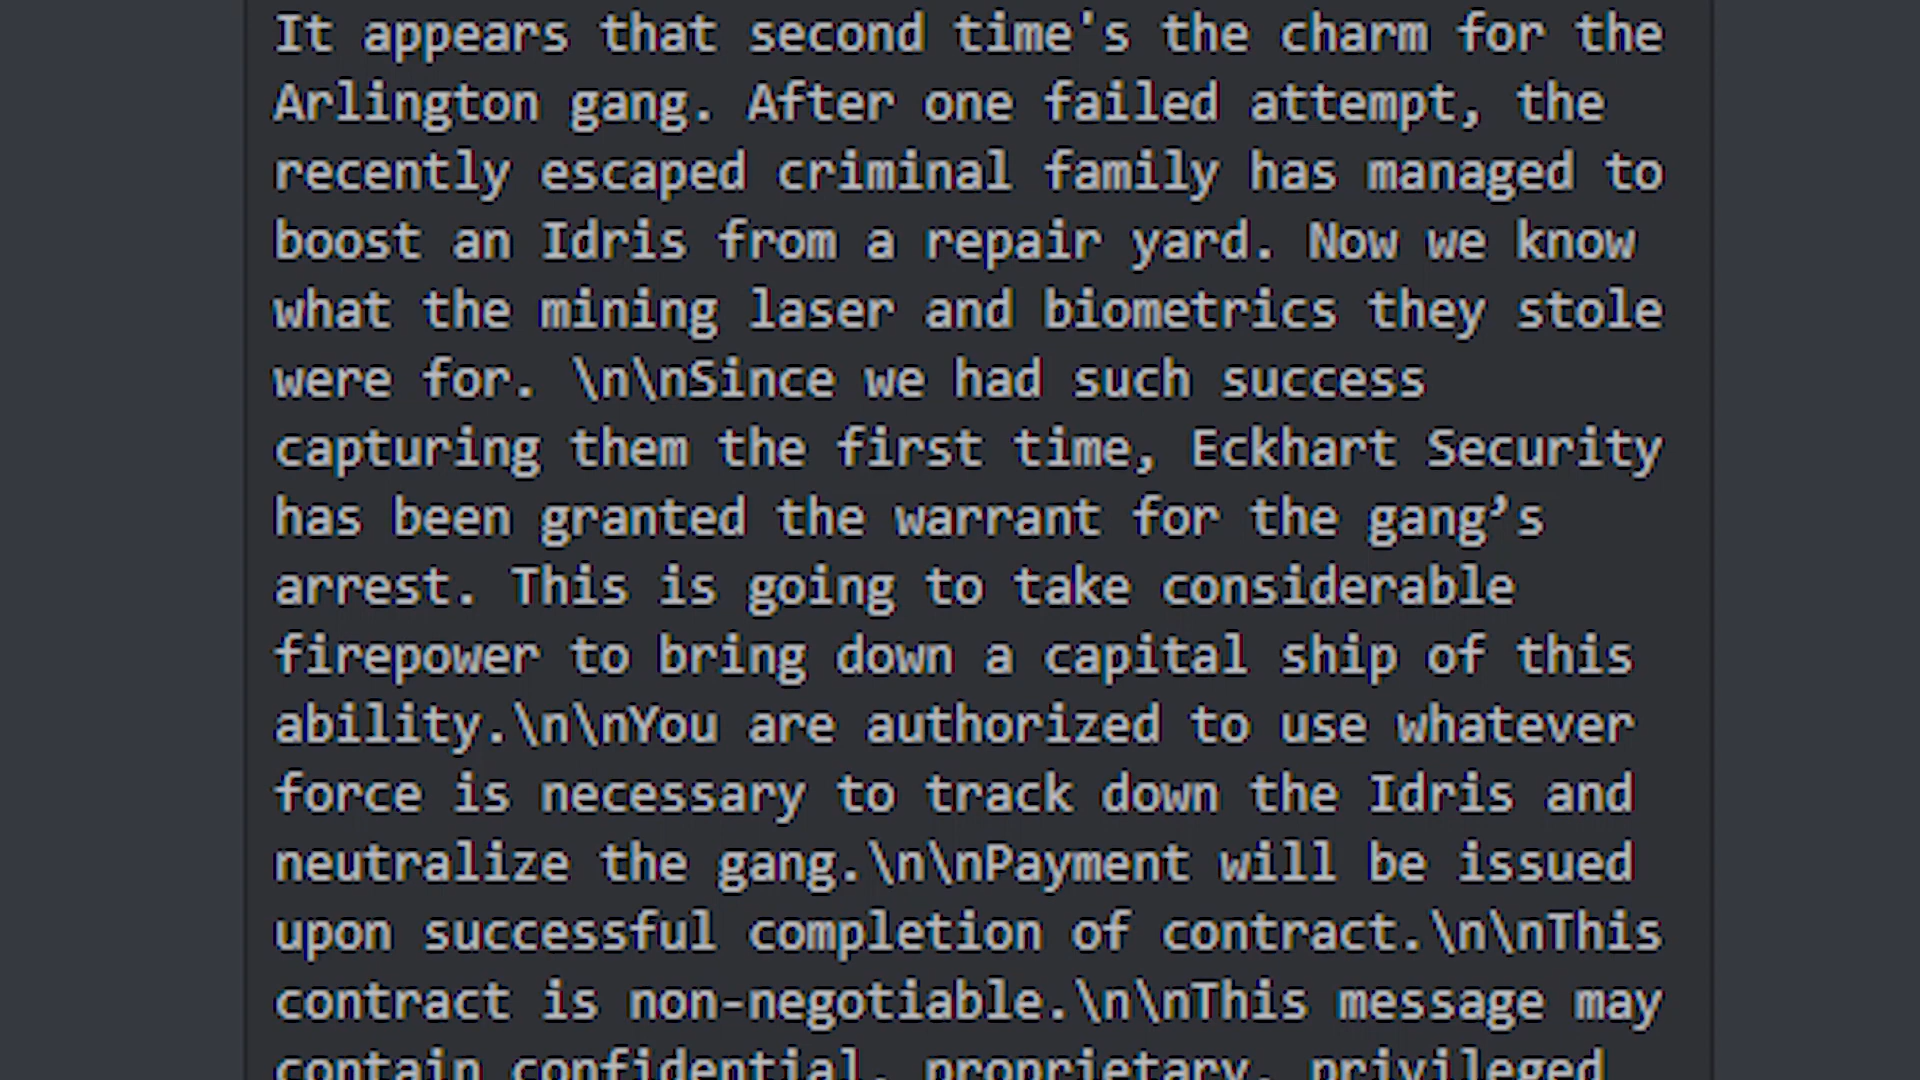 It appears that second time's the charm for the
Arlington gang. After one failed attempt, the
recently escaped criminal family has managed to
boost an Idris from a repair yard. Now we know
what the mining laser and biometrics they stole
were for. \n\nSince we had such success
capturing them the first time, Eckhart Security
has been granted the warrant for the gang’s
arrest. This is going to take considerable
firepower to bring down a capital ship of this
ability.\n\nYou are authorized to use whatever
force is necessary to track down the Idris and
neutralize the gang.\n\nPayment will be issued
upon successful completion of contract.\n\nThis
contract is non-negotiable.\n\nThis message may
contain confidential, proprietary, privileged